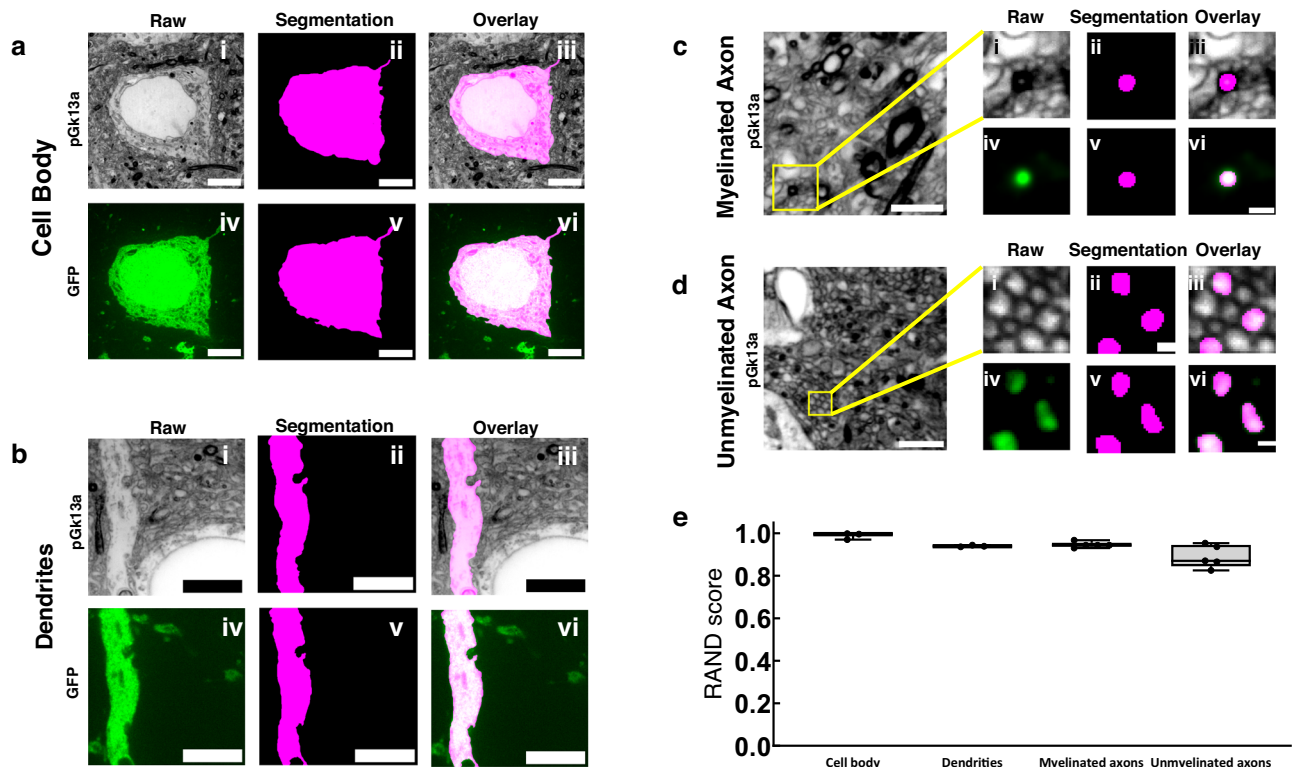 a
Raw
Segmentation
Overlay
Cell Body
pGk13a
i
ii
iii
GFP
iv
v
vi
b
Raw
Segmentation
Overlay
Dendrites
pGk13a
i
ii
iii
GFP
iv
v
vi
c
Raw
Segmentation
Overlay
Myelinated Axon
pGk13a
i
ii
iii
iv
v
vi
d
Raw
Segmentation
Overlay
Unmyelinated Axon
pGk13a
i
ii
iii
iv
v
vi
e
RAND score
1.0
0.8
0.6
0.4
0.2
0.0
Cell body
Dendrities
Myelinated axons
Unmyelinated axons